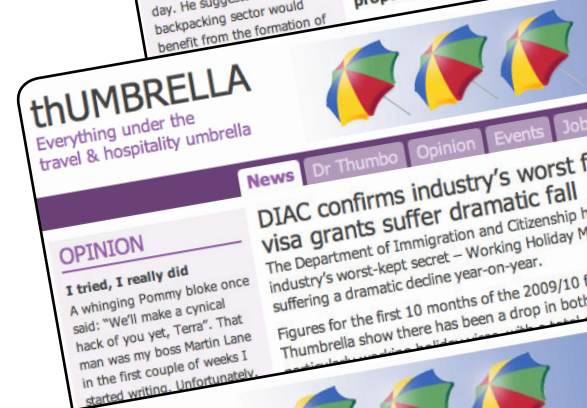 day. He
backpacking sector would
benefit from the formation of
thUMBRELLA
Everything under the
travel & hospitality umbrella
News Dr Thumbo Opinion Events Job
DIAC confirms industry's worst f
visa grants suffer dramatic fall
The Department of Immigration and Citizenship h
industry's worst-kept secret – Working Holiday M
suffering a dramatic decline year-on-year.
Figures for the first 10 months of the 2009/10 f
Thumbrella show there has been a drop in both
OPINION
I tried, I really did
A whinging Pommy bloke once
said: “We’ll make a cynical
hack of you yet, Terra”. That
man was my boss Martin Lane
in the first couple of weeks I
started writing. Unfortunately,